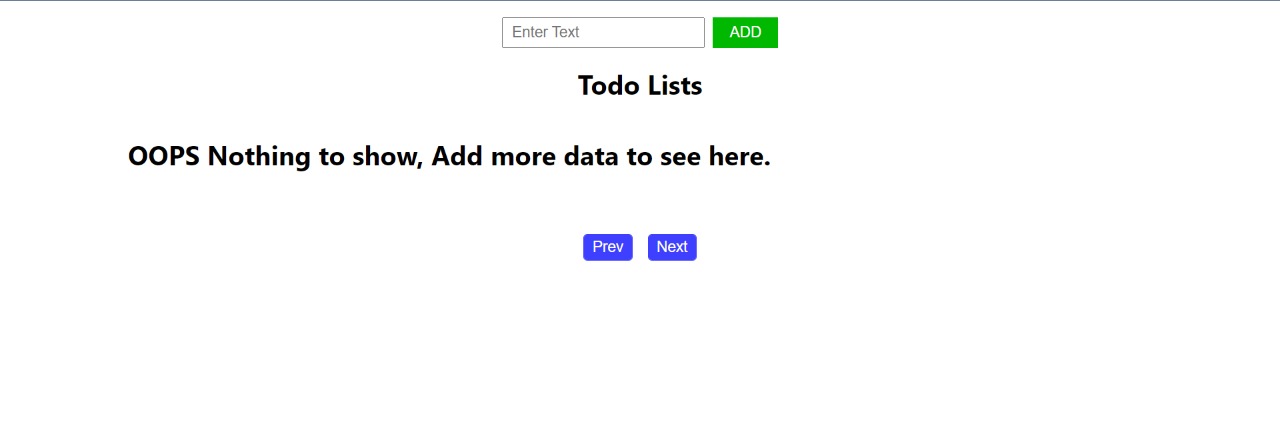 Enter Text ADD
Todo Lists
OOPS Nothing to show, Add more data to see here.
Prev Next